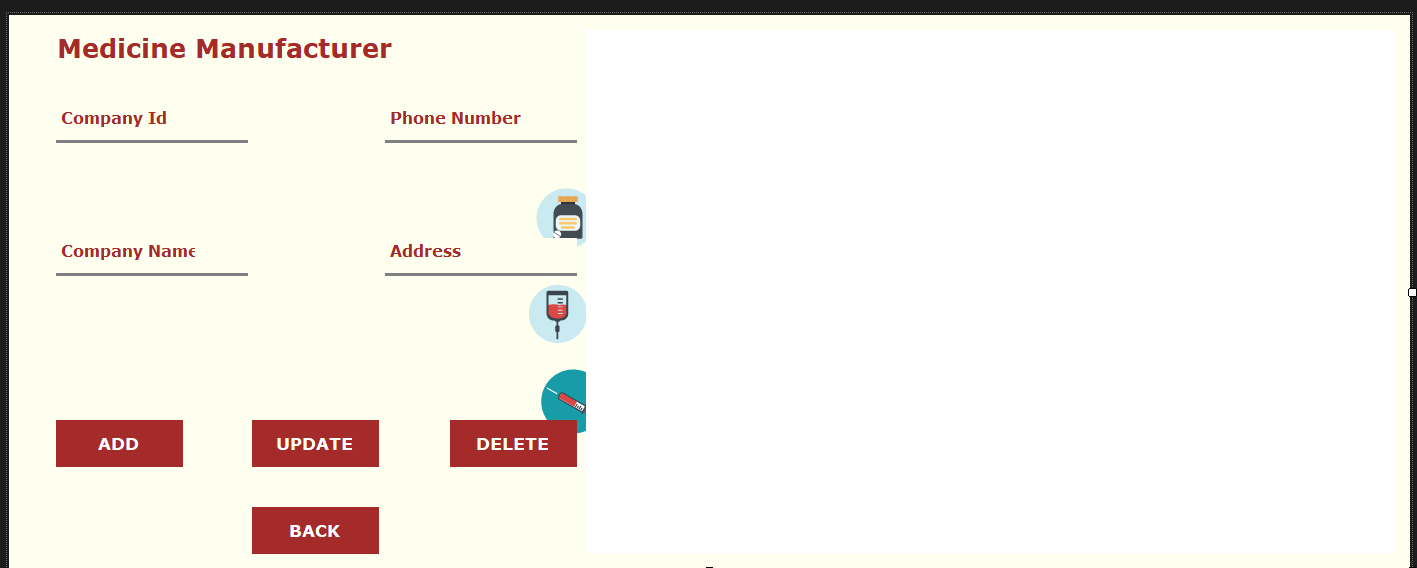 Medicine Manufacturer
Company Id
Phone Number
Company Name
Address
ADD
UPDATE
DELETE
BACK